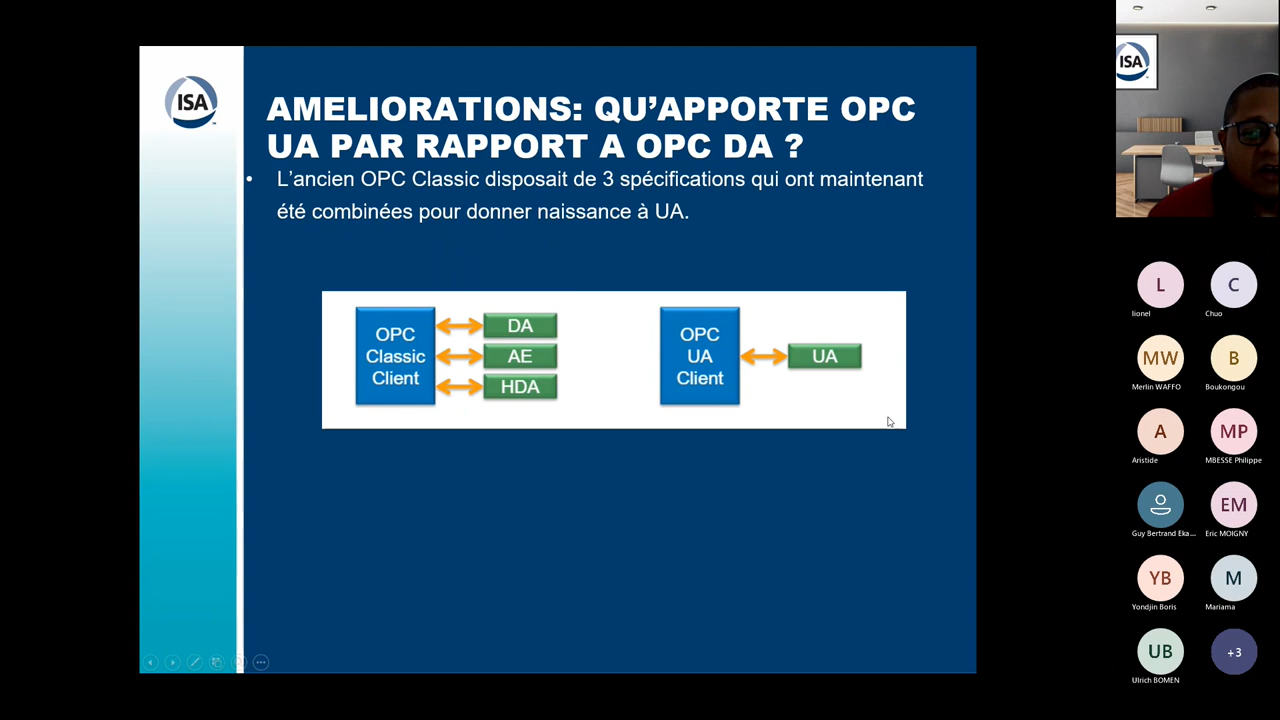 ISA
AMELIORATIONS: QU’APPORTE OPC
UA PAR RAPPORT A OPC DA ?
• L’ancien OPC Classic disposait de 3 spécifications qui ont maintenant
été combinées pour donner naissance à UA.
OPC
Classic
Client
DA
AE
HDA
OPC
UA
Client
UA
ISA
L
lionel
C
Chuo
MW
Merlin WAFFO
B
Boukongou
A
Aristide
MP
MBESSE Philippe
Guy Bertrand Eka...
EM
Eric MOIGNY
YB
Yondjin Boris
M
Mariama
UB
Ulrich BOMEN
+3